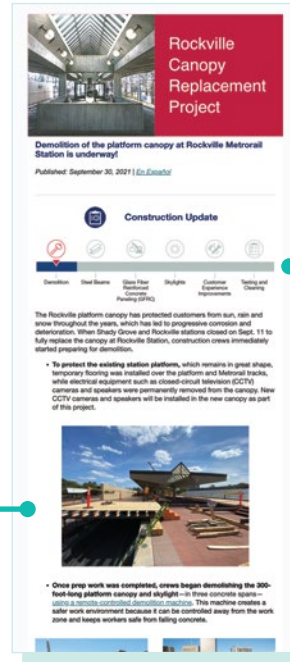 Rockville
Canopy
Replacement
Project
Demolition of the platform canopy at Rockville Metrorail
Station is underway!
Published: September 30, 2021 | En Español
Construction Update
Demolition
Steel Beams
Glass Fiber
Reinforced
Concrete
Paneling (GFRC)
Skylights
Customer
Experience
Improvements
Testing and
Cleaning
The Rockville platform canopy has protected customers from sun, rain and
snow throughout the years, which has led to progressive corrosion and
deterioration. When Shady Grove and Rockville stations closed on Sept. 11 to
fully replace the canopy at Rockville Station, construction crews immediately
started preparing for demolition.
• To protect the existing station platform, which remains in great shape,
temporary flooring was installed over the platform and Metrorail tracks,
while electrical equipment such as closed-circuit television (CCTV)
cameras and speakers were permanently removed from the canopy. New
CCTV cameras and speakers will be installed in the new canopy as part
of this project.
• Once prep work was completed, crews began demolishing the 300-
foot-long platform canopy and skylight—in three concrete spans—
using a remote-controlled demolition machine. This machine creates a
safer work environment because it can be controlled away from the work
zone and keeps workers safe from falling concrete.